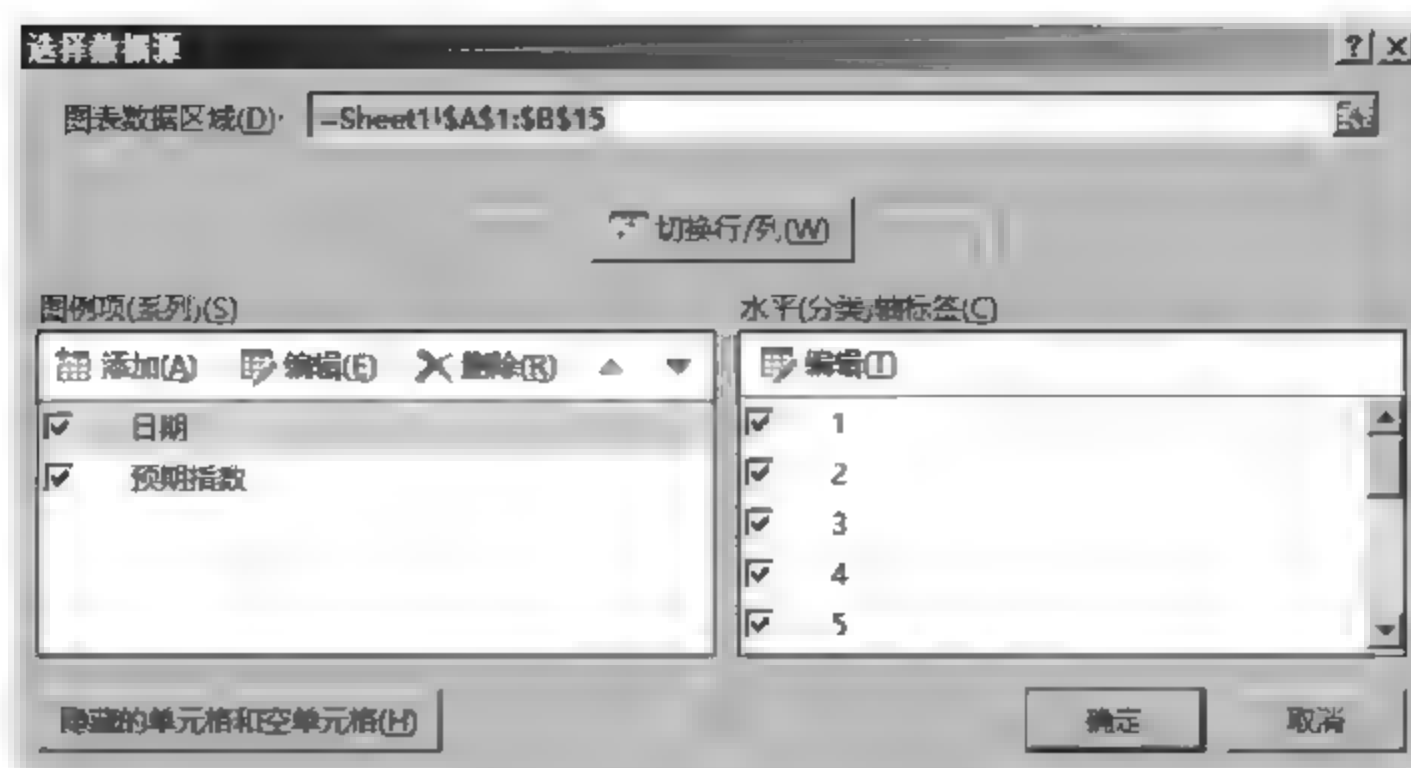 选择数据源
图表数据区域(D): =Sheet1!$A$1:$B$15
切换行/列(W)
图例项(系列)(S)
水平(分类)轴标签(C)
添加(A) 编辑(E) 删除(R)
编辑(T)
日期
预期指数
1
2
3
4
5
隐藏的单元格和空单元格(H)
确定 取消